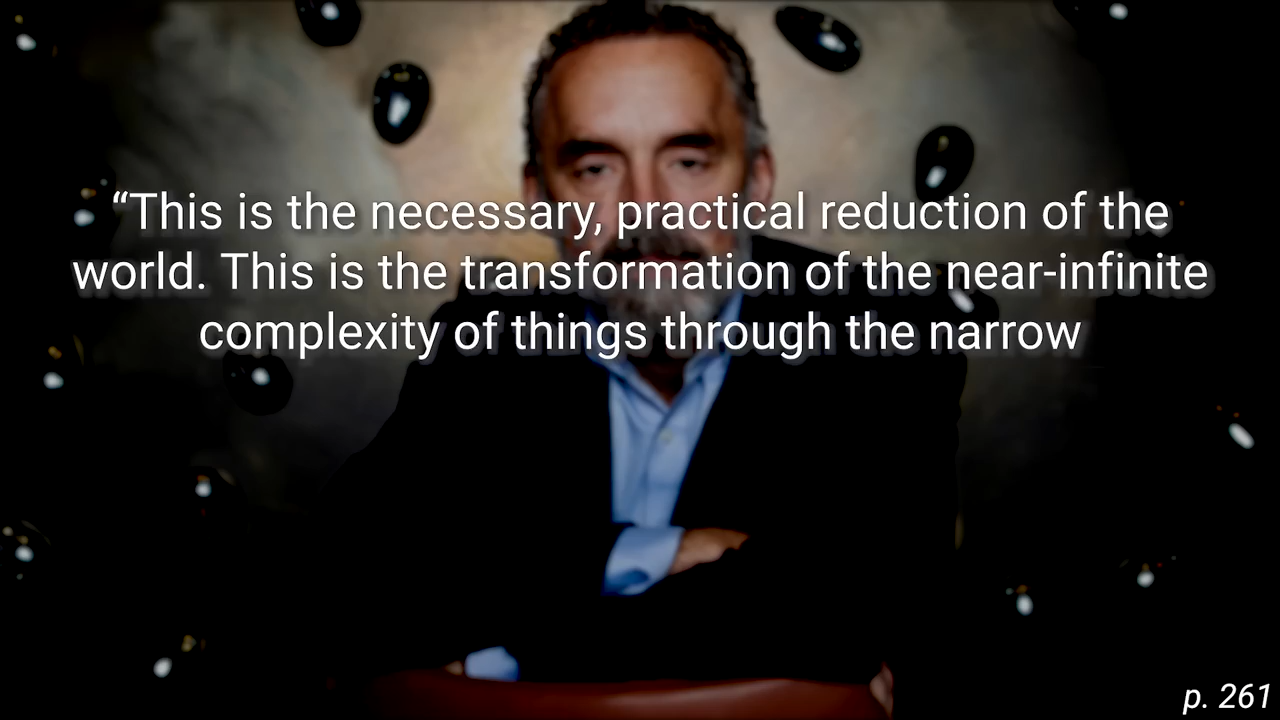 “This is the necessary, practical reduction of the
world. This is the transformation of the near-infinite
complexity of things through the narrow
p. 261